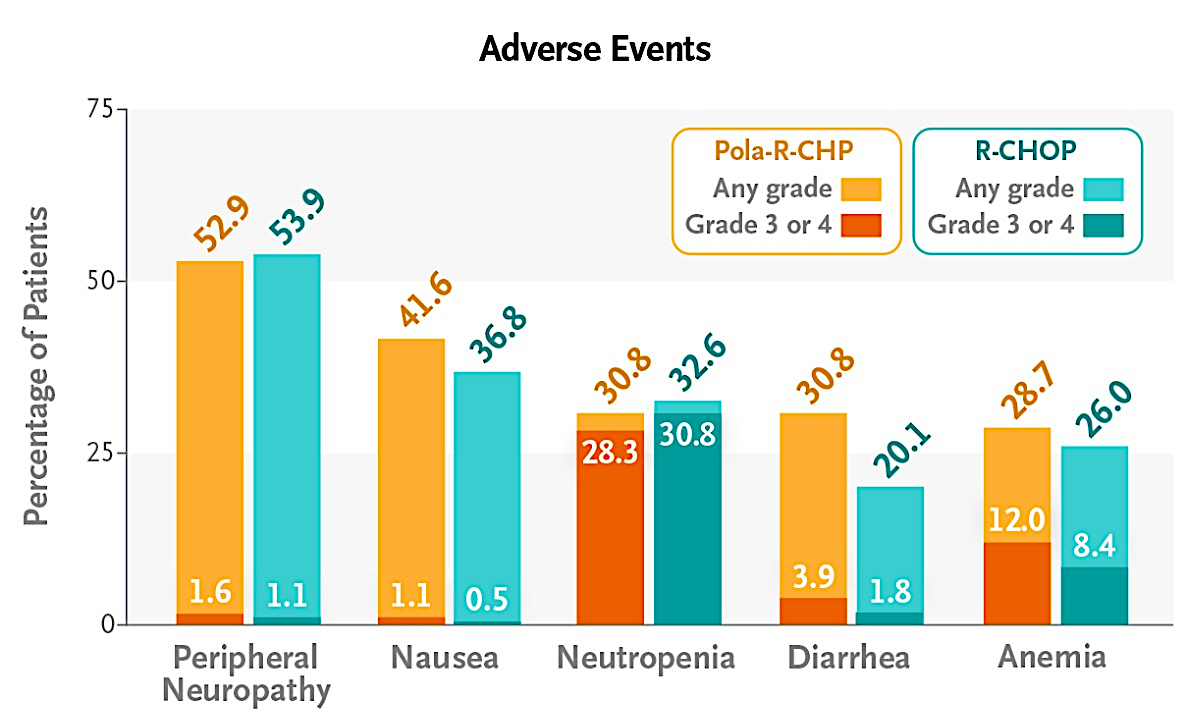 Adverse Events
75
50
25
0
Percentage of Patients
Pola-R-CHP
Any grade
Grade 3 or 4
R-CHOP
Any grade
Grade 3 or 4
52.9
53.9
1.6
1.1
41.6
36.8
1.1
0.5
30.8
32.6
28.3
30.8
30.8
20.1
3.9
1.8
28.7
26.0
12.0
8.4
Peripheral
Neuropathy
Nausea
Neutropenia
Diarrhea
Anemia